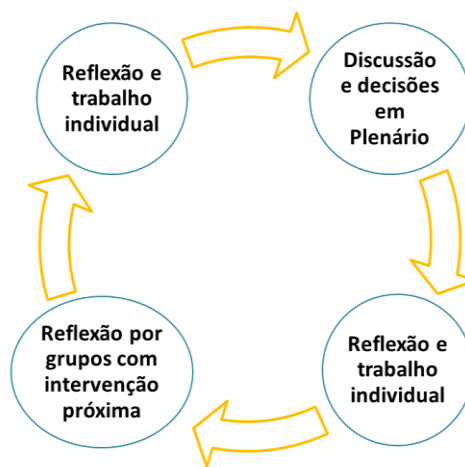 Reflexão e
trabalho
individual
Discussão
e decisões
em
Plenário
Reflexão e
trabalho
individual
Reflexão por
grupos com
intervenção
próxima